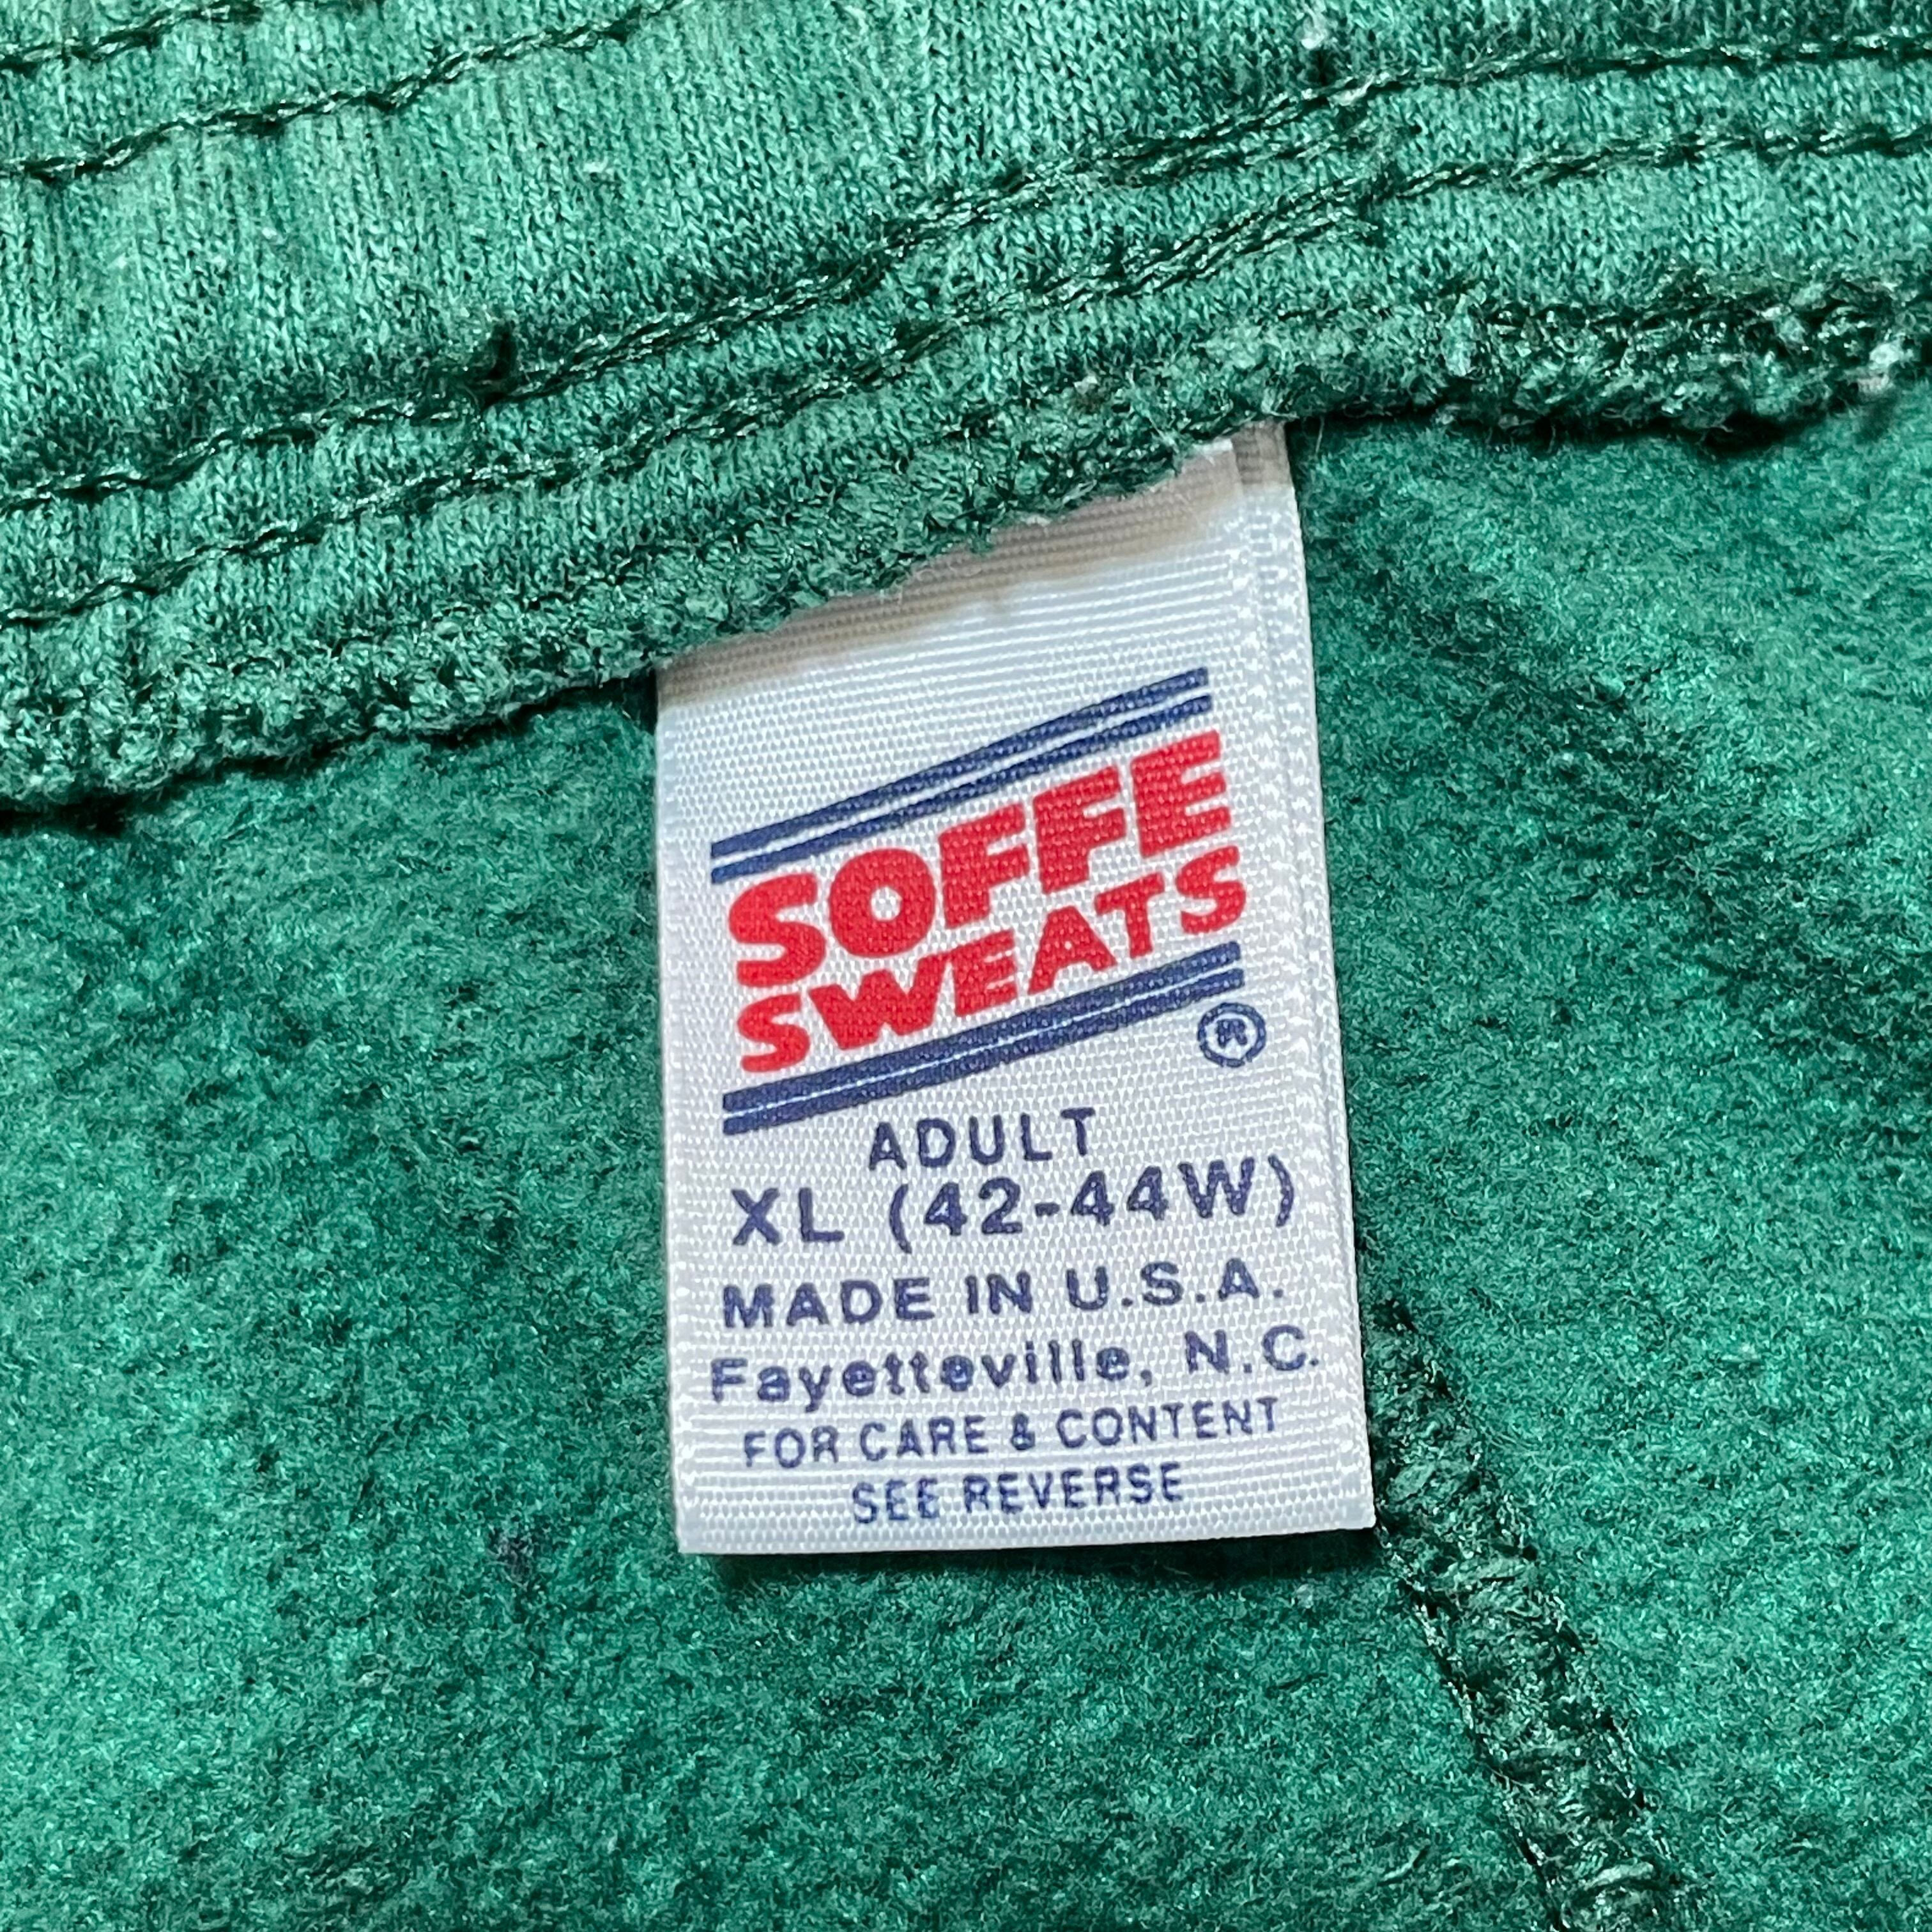 SOFFE
SWEATS
®
ADULT
XL (42-44W)
MADE IN U.S.A.
Fayetteville, N.C.
FOR CARE & CONTENT
SEE REVERSE